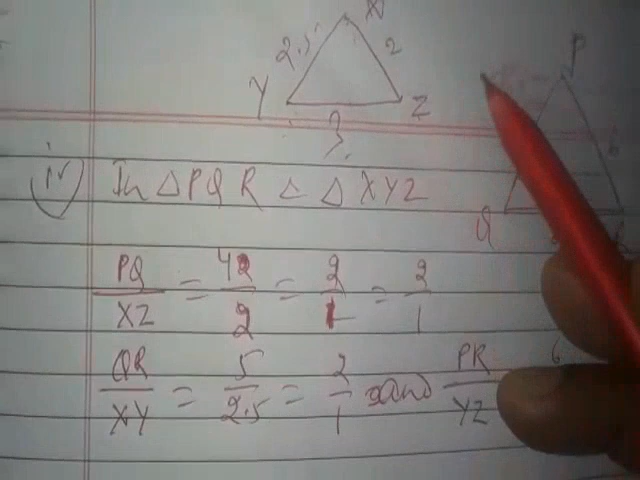 X P
2.5 2
Y Z 6
3
iv In △PQR & △XYZ Q
PQ/XZ = 4/2 = 2/1 = 2/1
QR/XY = 5/2.5 = 2/1 and PR/YZ 6